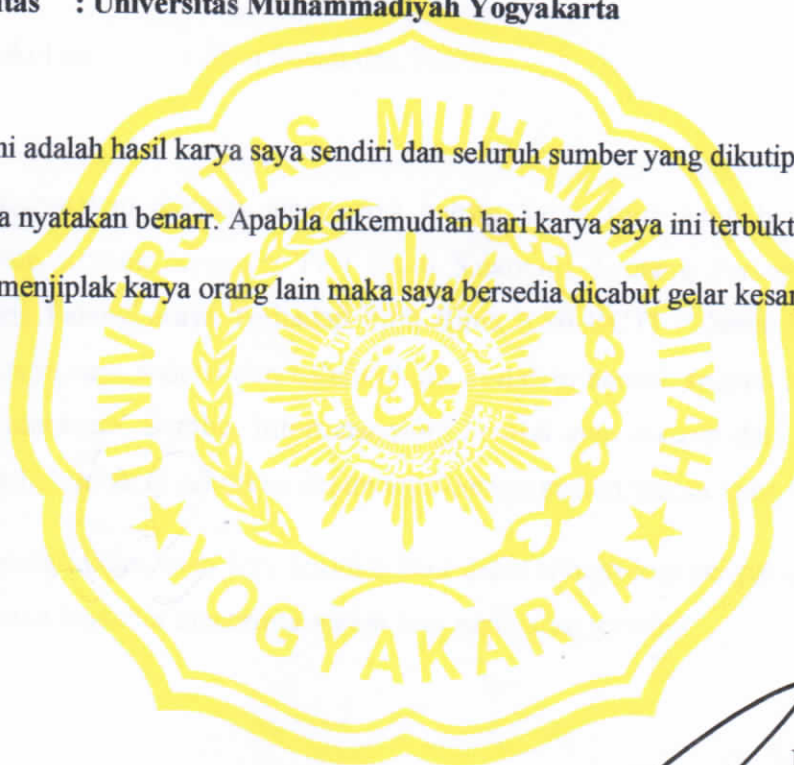 itas : Universitas Muhammadiyah Yogyakarta
ni adalah hasil karya saya sendiri dan seluruh sumber yang dikutip
a nyatakan benarr. Apabila dikemudian hari karya saya ini terbukt
menjiplak karya orang lain maka saya bersedia dicabut gelar kesar
UNIVERSITAS MUHAMMADIYAH
YOGYAKARTA